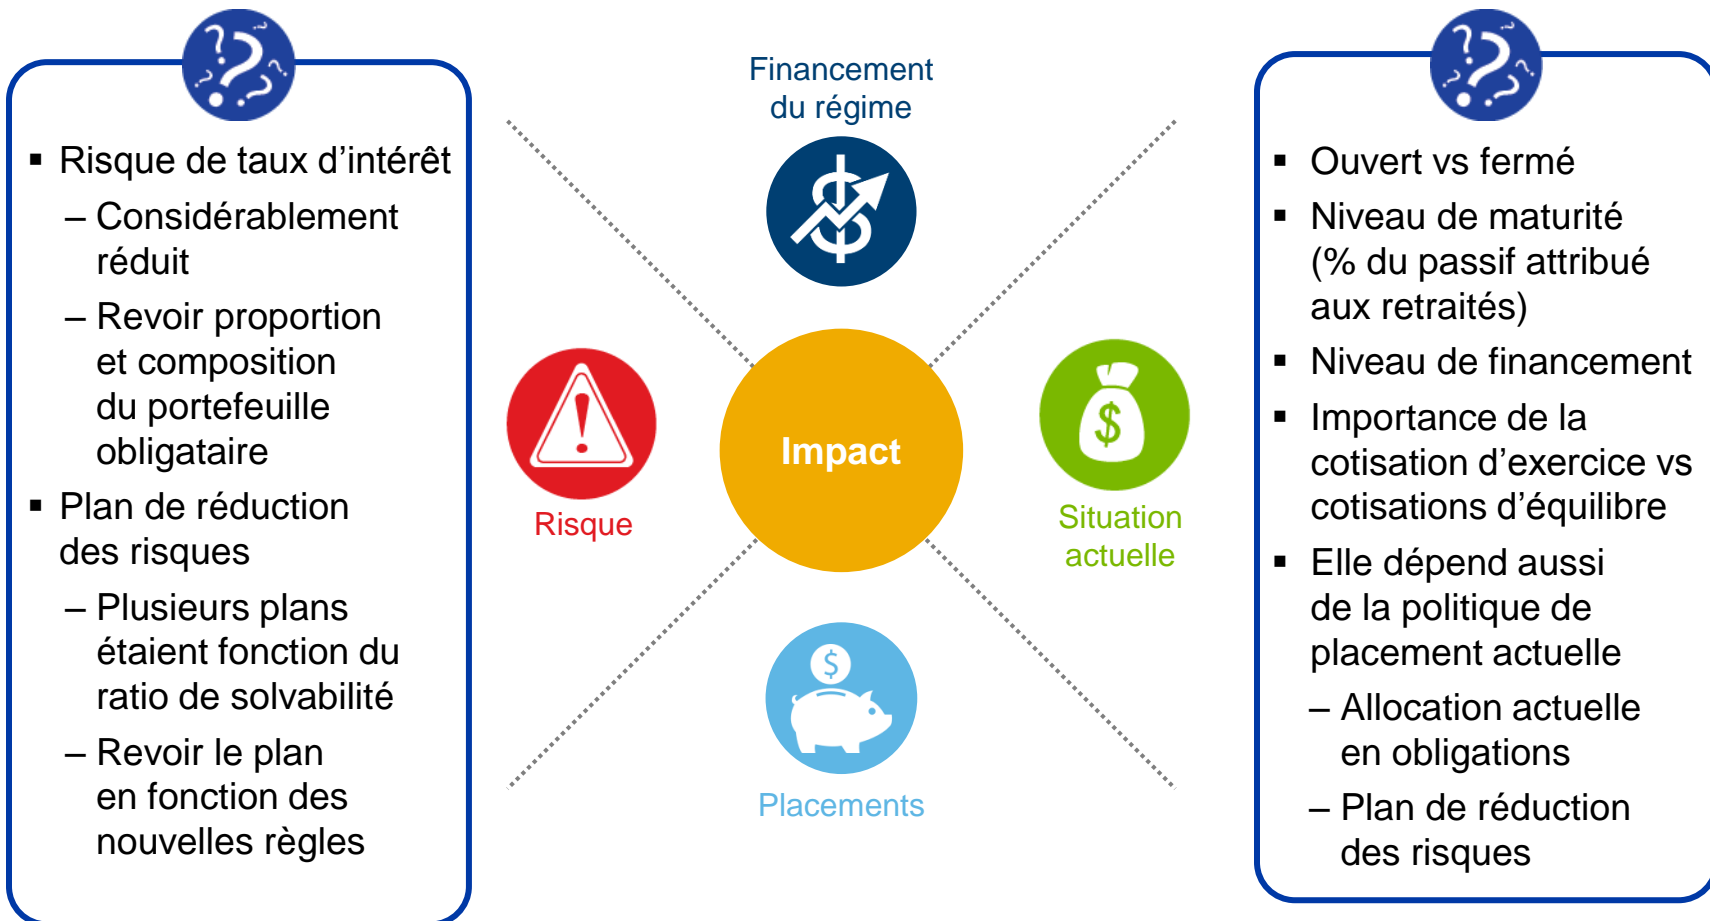 ▪ Risque de taux d’intérêt
– Considérablement
réduit
– Revoir proportion
et composition
du portefeuille
obligataire
▪ Plan de réduction
des risques
– Plusieurs plans
étaient fonction du
ratio de solvabilité
– Revoir le plan
en fonction des
nouvelles règles
Financement
du régime
Risque
Impact
Situation
actuelle
Placements
▪ Ouvert vs fermé
▪ Niveau de maturité
(% du passif attribué
aux retraités)
▪ Niveau de financement
▪ Importance de la
cotisation d’exercice vs
cotisations d’équilibre
▪ Elle dépend aussi
de la politique de
placement actuelle
– Allocation actuelle
en obligations
– Plan de réduction
des risques